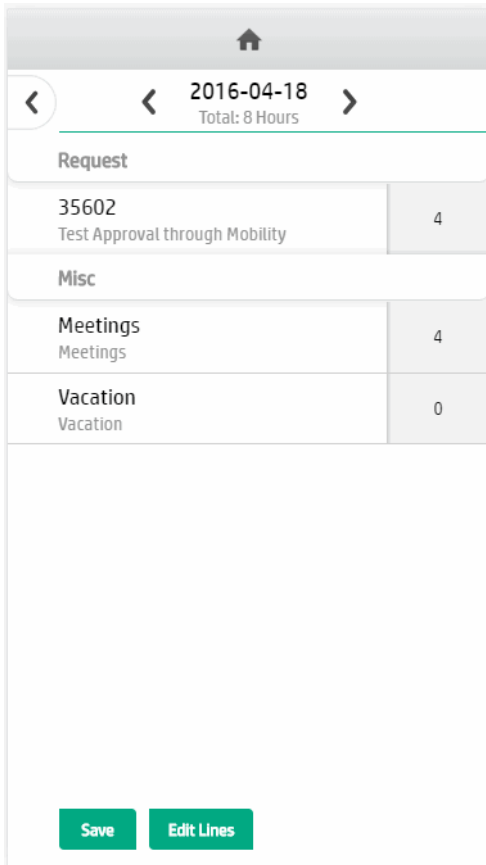 2016-04-18
Total: 8 Hours
Request
35602
Test Approval through Mobility
4
Misc
Meetings
Meetings
4
Vacation
Vacation
0
Save
Edit Lines